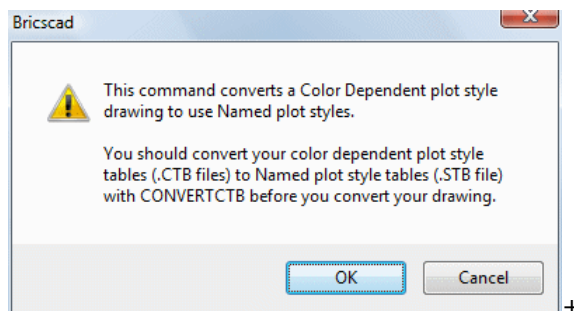 Bricscad
This command converts a Color Dependent plot style
drawing to use Named plot styles.
You should convert your color dependent plot style
tables (.CTB files) to Named plot style tables (.STB file)
with CONVERTCTB before you convert your drawing.
OK Cancel